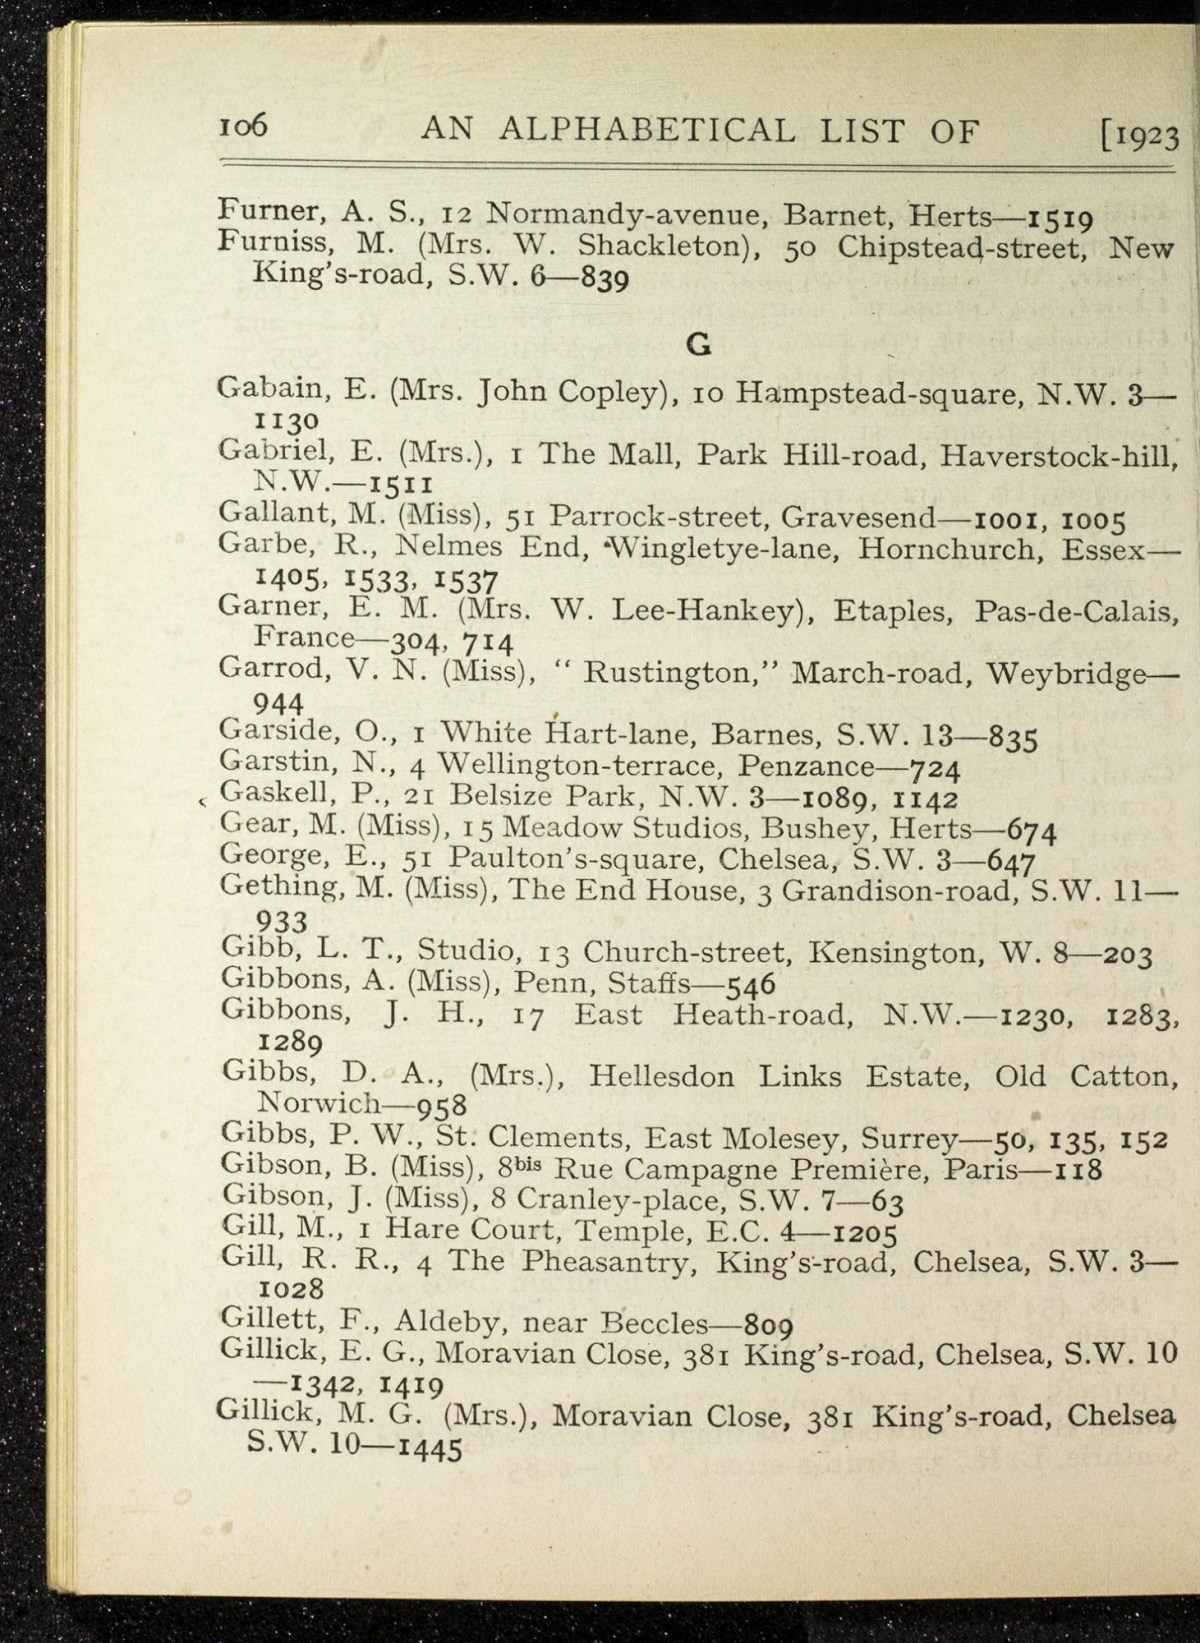 106 AN ALPHABETICAL LIST OF [1923
Furner, A. S., 12 Normandy-avenue, Barnet, Herts—1519
Furniss, M. (Mrs. W. Shackleton), 50 Chipstead-street, New
King's-road, S.W. 6—839
G
Gabain, E. (Mrs. John Copley), 10 Hampstead-square, N.W. 3—
1130
Gabriel, E. (Mrs.), 1 The Mall, Park Hill-road, Haverstock-hill,
N.W.—1511
Gallant, M. (Miss), 51 Parrock-street, Gravesend—1001, 1005
Garbe, R., Nelmes End, Wingletye-lane, Hornchurch, Essex—
1405, 1533, 1537
Garner, E. M. (Mrs. W. Lee-Hankey), Etaples, Pas-de-Calais,
France—304, 714
Garrod, V. N. (Miss), “ Rustington,” March-road, Weybridge—
944
Garside, O., 1 White Hart-lane, Barnes, S.W. 13—835
Garstin, N., 4 Wellington-terrace, Penzance—724
Gaskell, P., 21 Belsize Park, N.W. 3—1089, 1142
Gear, M. (Miss), 15 Meadow Studios, Bushey, Herts—674
George, E., 51 Paulton's-square, Chelsea, S.W. 3—647
Gething, M. (Miss), The End House, 3 Grandison-road, S.W. 11—
933
Gibb, L. T., Studio, 13 Church-street, Kensington, W. 8—203
Gibbons, A. (Miss), Penn, Staffs—546
Gibbons, J. H., 17 East Heath-road, N.W.—1230, 1283,
1289
Gibbs, D. A., (Mrs.), Hellesdon Links Estate, Old Catton,
Norwich—958
Gibbs, P. W., St. Clements, East Molesey, Surrey—50, 135, 152
Gibson, B. (Miss), 8bis Rue Campagne Première, Paris—118
Gibson, J. (Miss), 8 Cranley-place, S.W. 7—63
Gill, M., 1 Hare Court, Temple, E.C. 4—1205
Gill, R. R., 4 The Pheasantry, King's-road, Chelsea, S.W. 3—
1028
Gillett, F., Aldeby, near Beccles—809
Gillick, E. G., Moravian Close, 381 King's-road, Chelsea, S.W. 10
—1342, 1419
Gillick, M. G. (Mrs.), Moravian Close, 381 King's-road, Chelsea
S.W. 10—1445